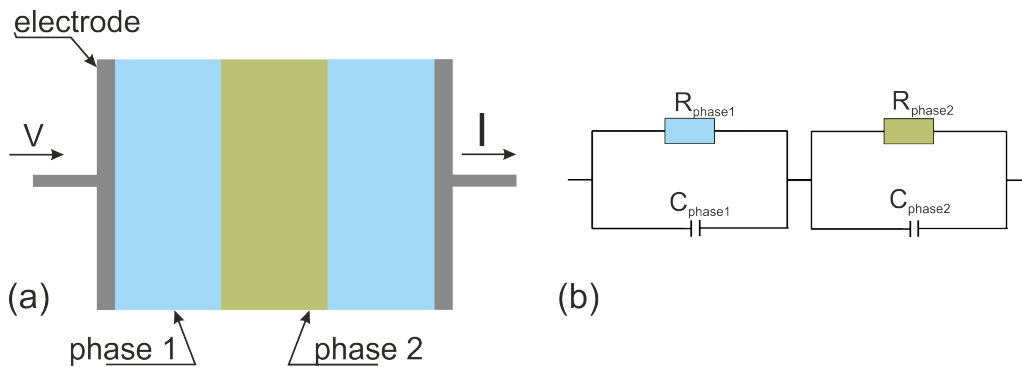 electrode
V
I
(a)
phase 1
phase 2
Rphase1
Rphase2
Cphase1
Cphase2
(b)